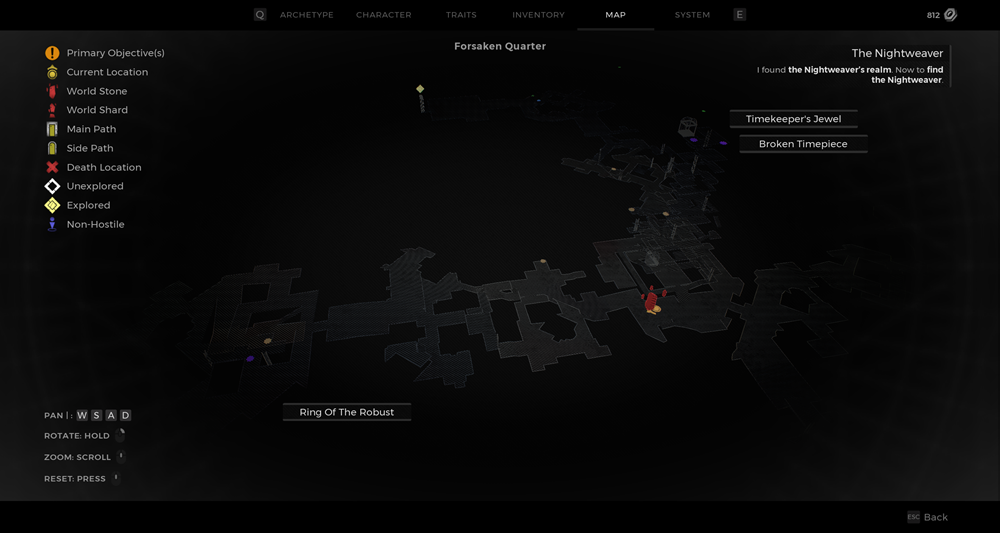 Q ARCHETYPE CHARACTER TRAITS INVENTORY MAP SYSTEM E 812
Forsaken Quarter
Primary Objective(s)
Current Location
World Stone
World Shard
Main Path
Side Path
Death Location
Unexplored
Explored
Non-Hostile
The Nightweaver
I found the Nightweaver's realm. Now to find
the Nightweaver.
Timekeeper's Jewel
Broken Timepiece
Ring Of The Robust
PAN | : W S A D
ROTATE: HOLD
ZOOM: SCROLL
RESET: PRESS
ESC Back